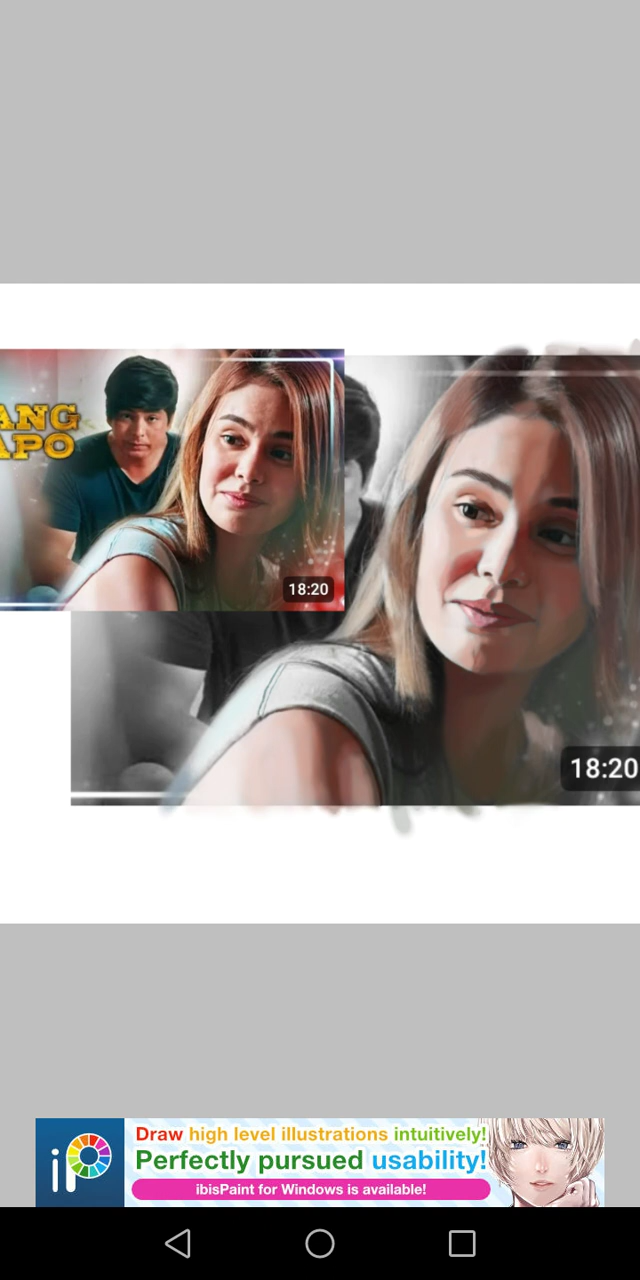 ANG
APO
18:20
18:20
iP
Draw high level illustrations intuitively!
Perfectly pursued usability!
ibisPaint for Windows is available!